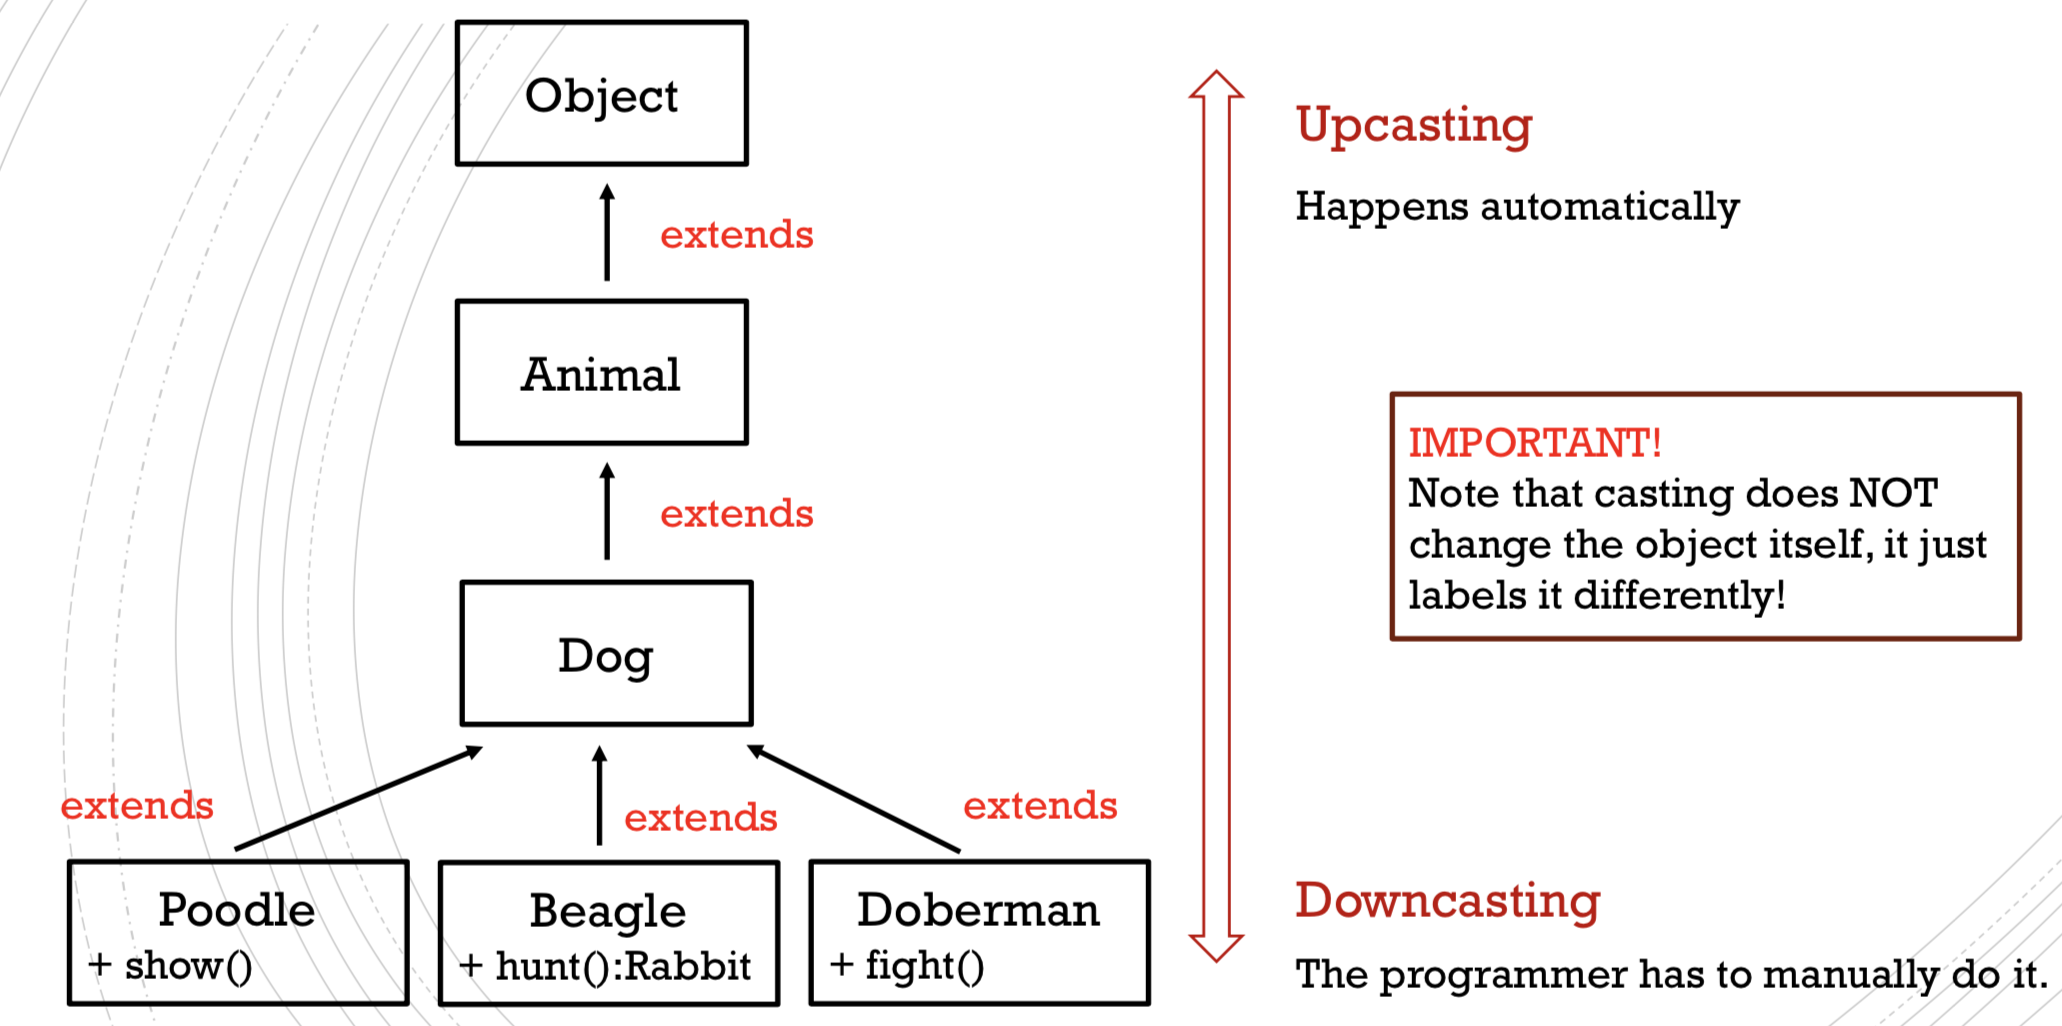 Object
extends
Animal
extends
Dog
extends
extends
extends
Poodle
+ show()
Beagle
+ hunt():Rabbit
Doberman
+ fight()
Upcasting
Happens automatically
IMPORTANT!
Note that casting does NOT
change the object itself, it just
labels it differently!
Downcasting
The programmer has to manually do it.